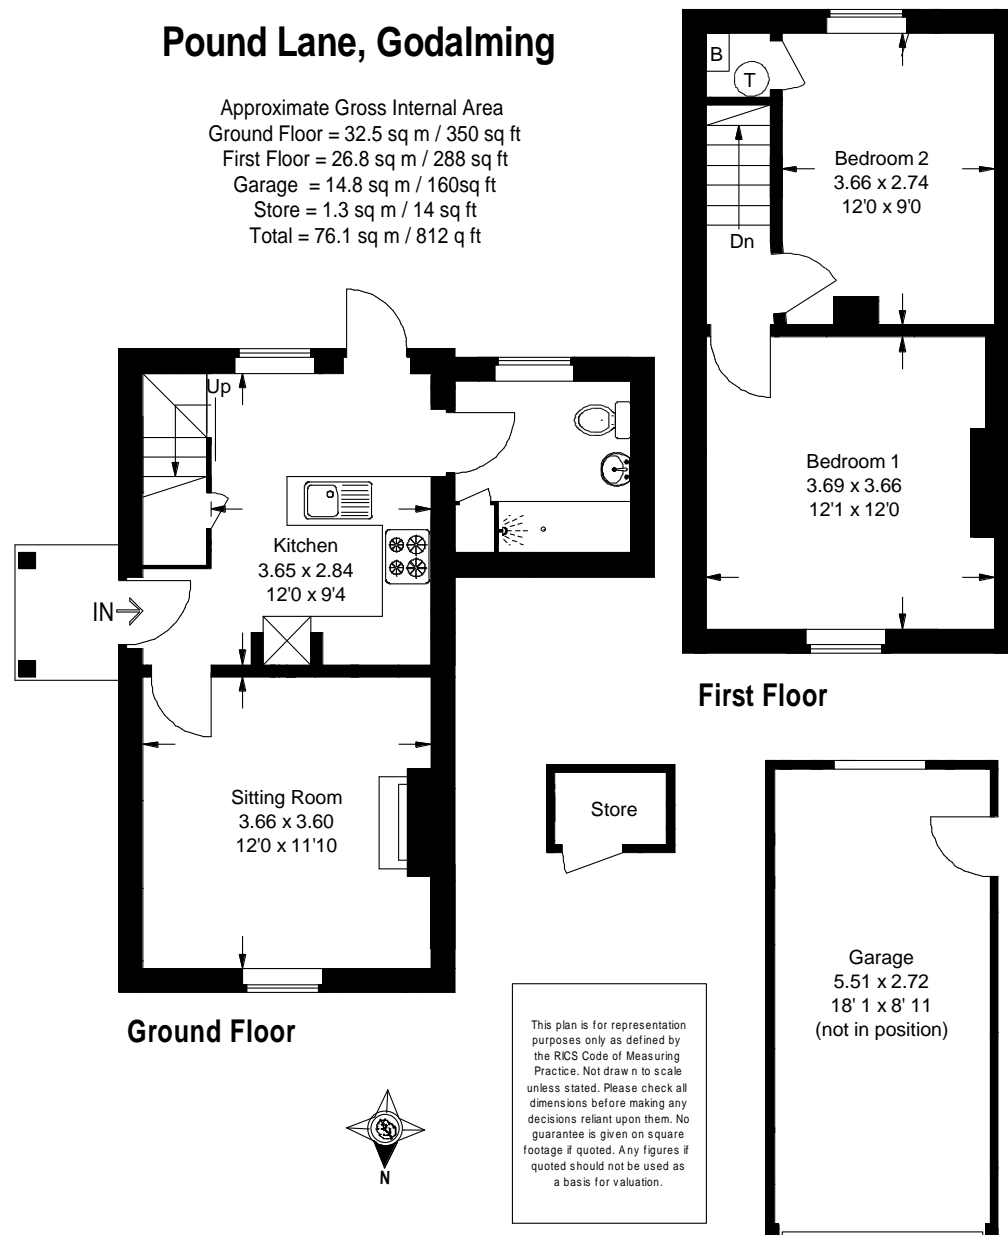 Pound Lane, Godalming
Approximate Gross Internal Area
Ground Floor = 32.5 sq m / 350 sq ft
First Floor = 26.8 sq m / 288 sq ft
Garage = 14.8 sq m / 160sq ft
Store = 1.3 sq m / 14 sq ft
Total = 76.1 sq m / 812 q ft
B
T
Bedroom 2
3.66 x 2.74
12'0 x 9'0
Dn
Bedroom 1
3.69 x 3.66
12'1 x 12'0
First Floor
Up
Kitchen
3.65 x 2.84
12'0 x 9'4
IN
Sitting Room
3.66 x 3.60
12'0 x 11'10
Ground Floor
Store
Garage
5.51 x 2.72
18' 1 x 8' 11
(not in position)
This plan is for representation
purposes only as defined by
the RICS Code of Measuring
Practice. Not drawn to scale
unless stated. Please check all
dimensions before making any
decisions reliant upon them. No
guarantee is given on square
footage if quoted. Any figures if
quoted should not be used as
a basis for valuation.
N